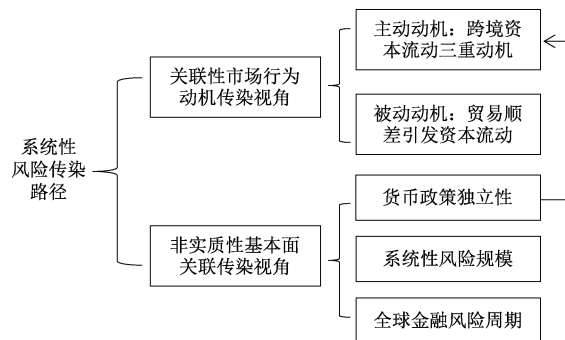 系统性
风险传染
路径
关联性市场行为
动机传染视角
主动动机：跨境资
本流动三重动机
被动动机：贸易顺
差引发资本流动
非实质性基本面
关联传染视角
货币政策独立性
系统性风险规模
全球金融风险周期